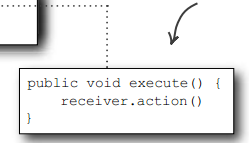 public void execute() {
    receiver.action()
}